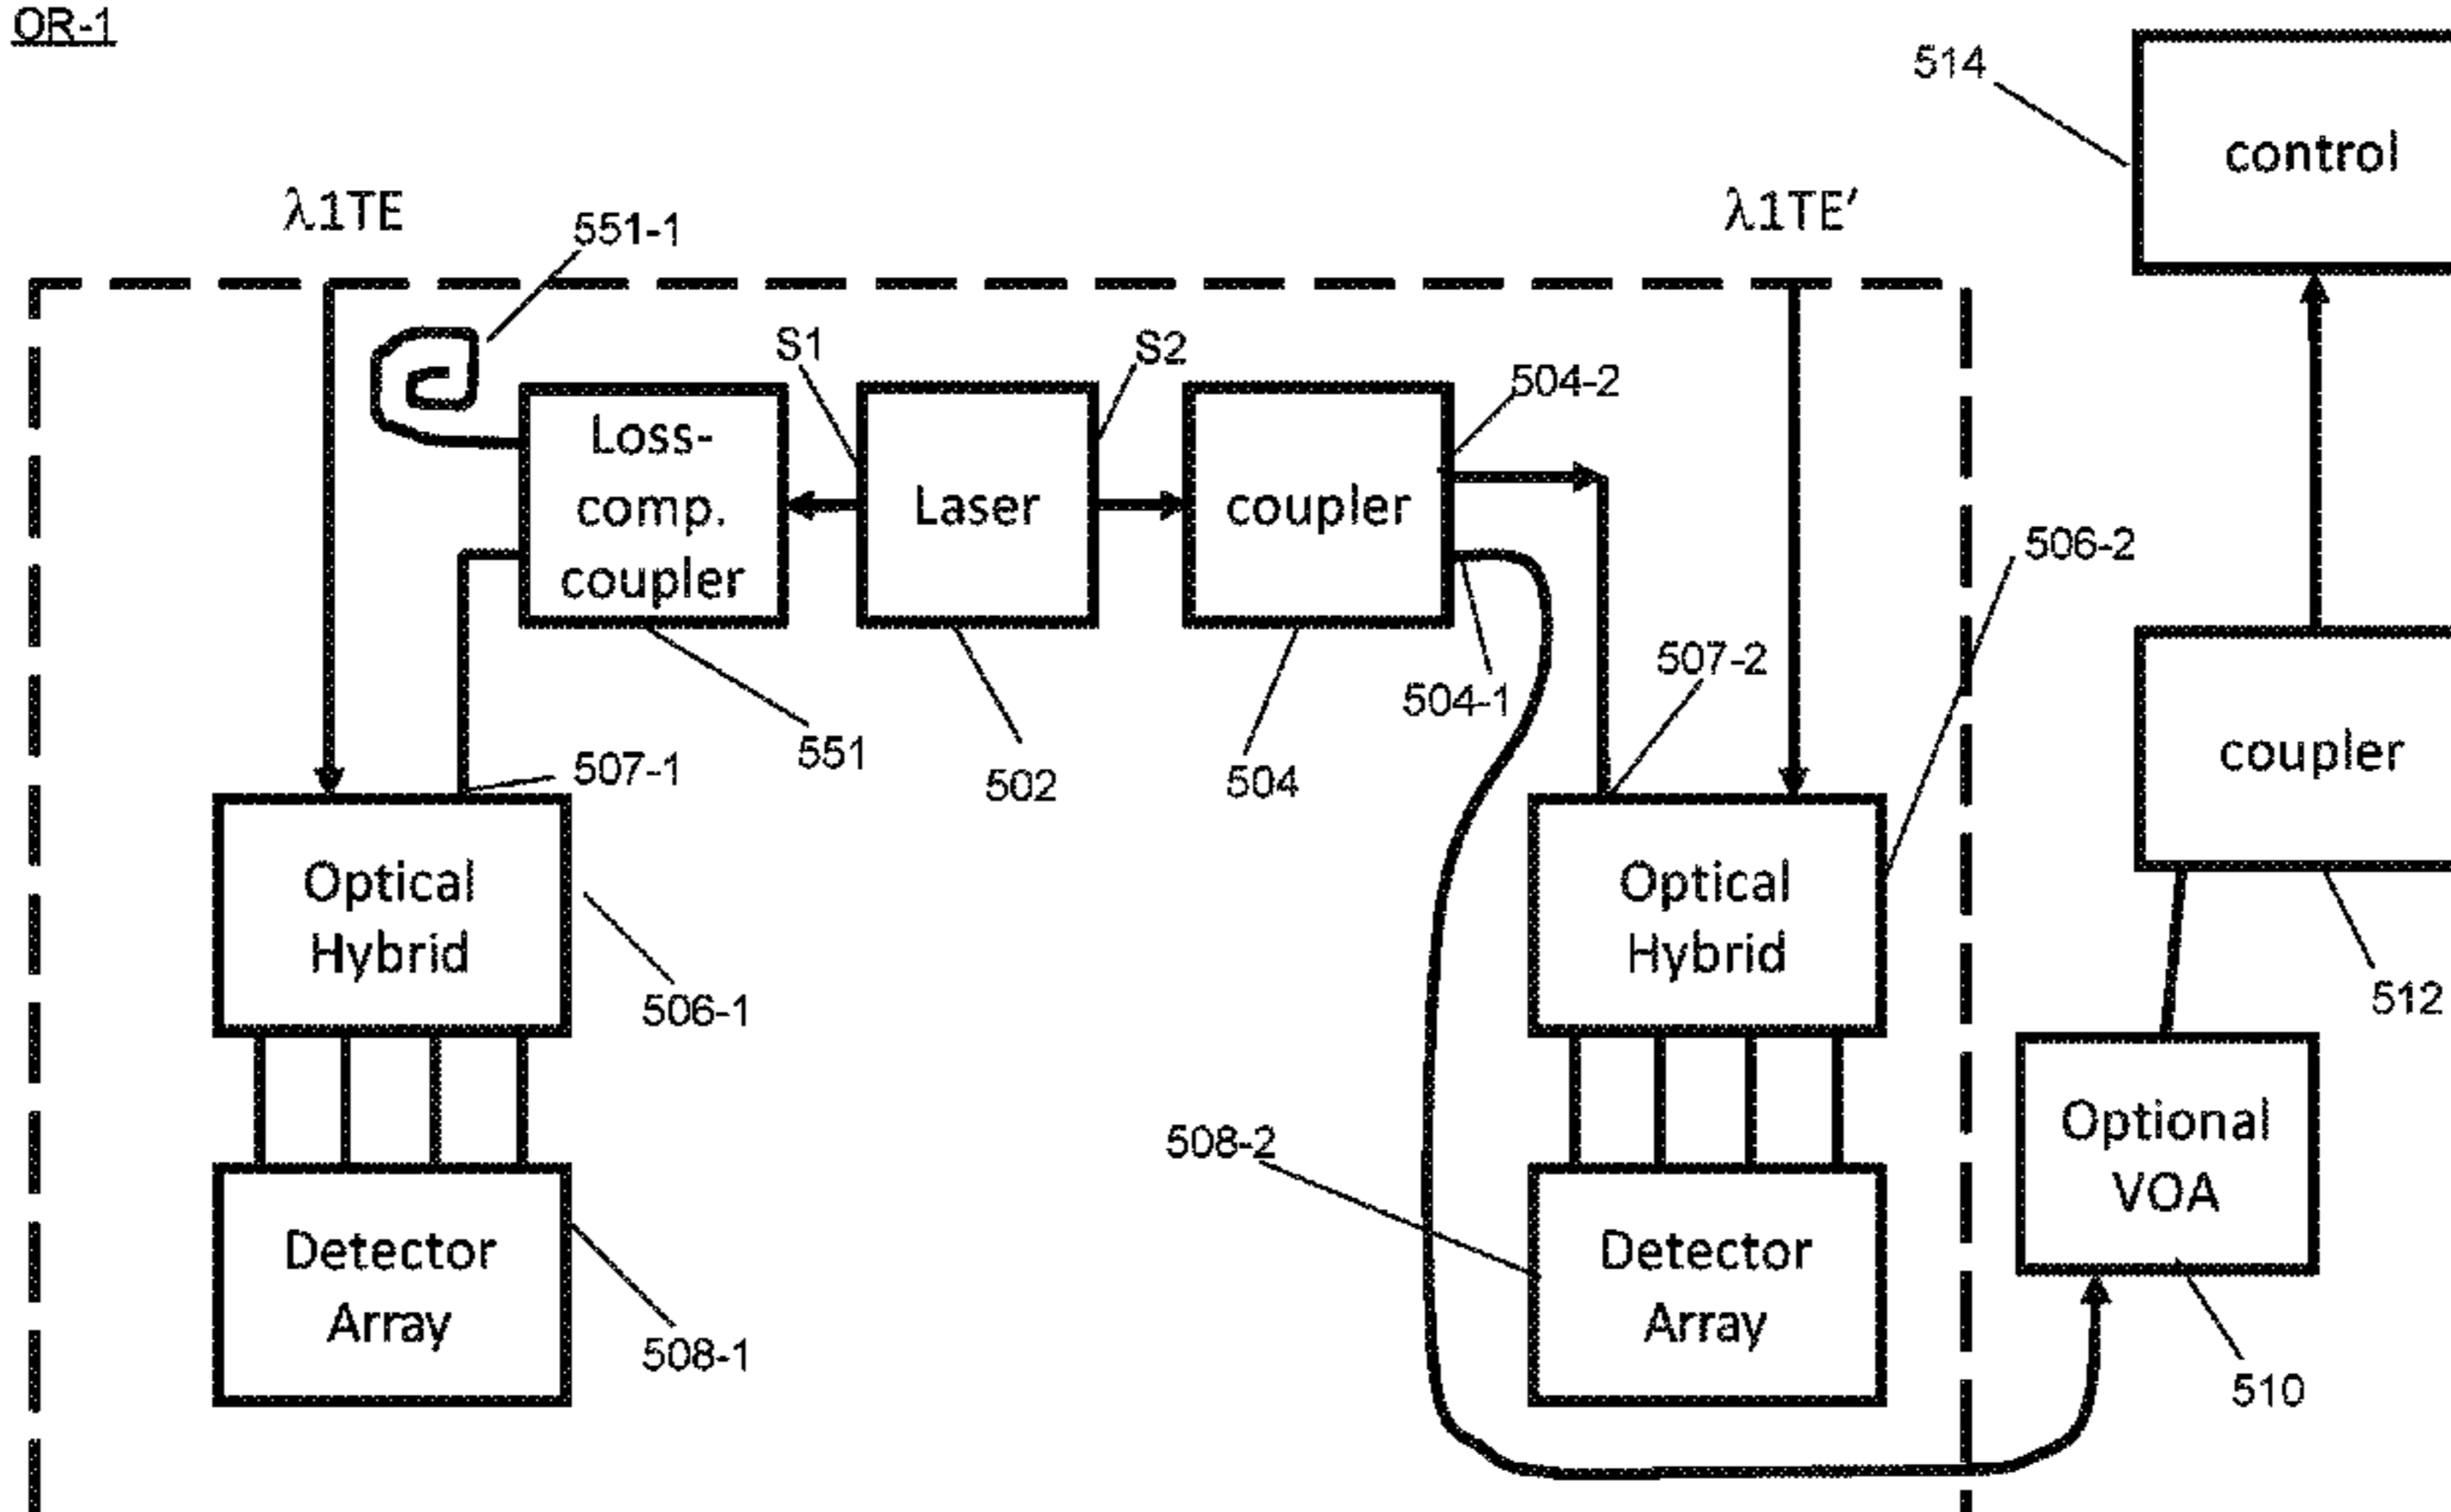 OR-1
514
control
λ1TE
551-1
λ1TE′
S1
S2
504-2
Loss-
comp.
coupler
Laser
coupler
506-2
507-2
504-1
551
507-1
502
504
coupler
Optical
Hybrid
506-1
Optical
Hybrid
512
Optional
VOA
508-2
Detector
Array
508-1
Detector
Array
510